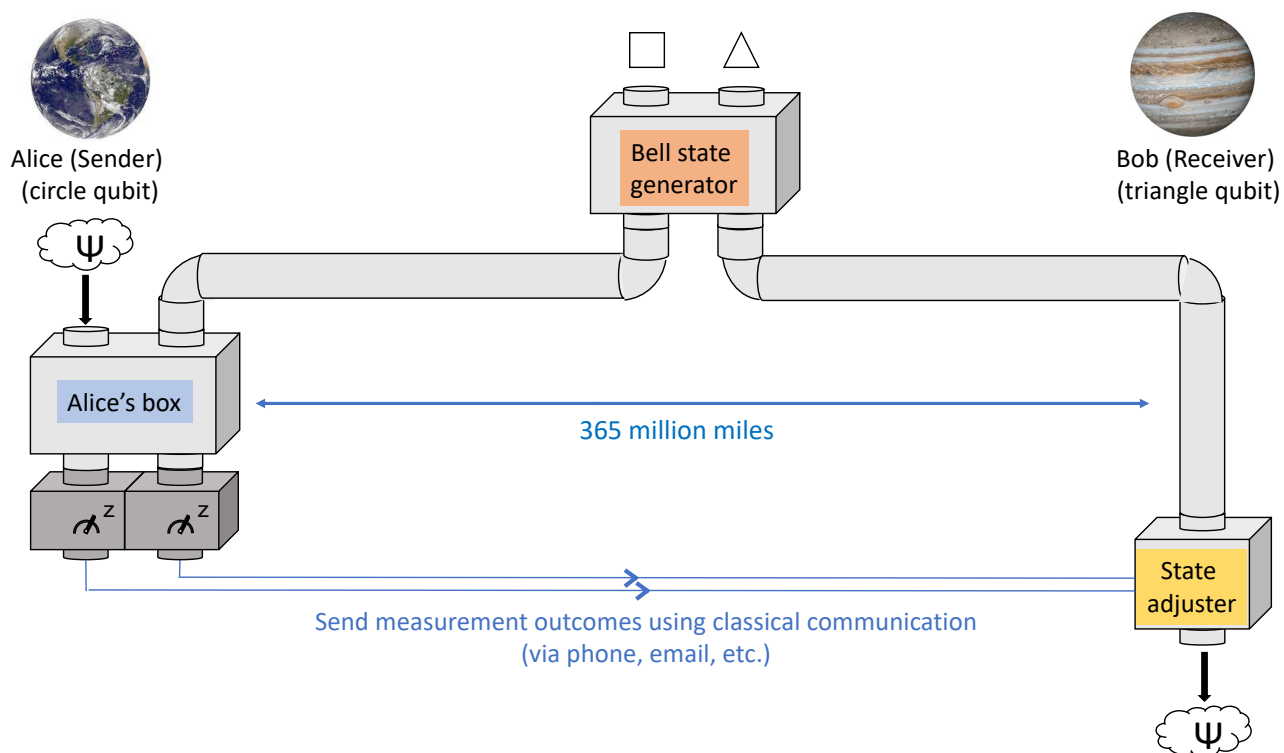 Alice (Sender)
(circle qubit)
Ψ
Bell state
generator
Bob (Receiver)
(triangle qubit)
Alice’s box
365 million miles
z
z
State
adjuster
Send measurement outcomes using classical communication
(via phone, email, etc.)
Ψ